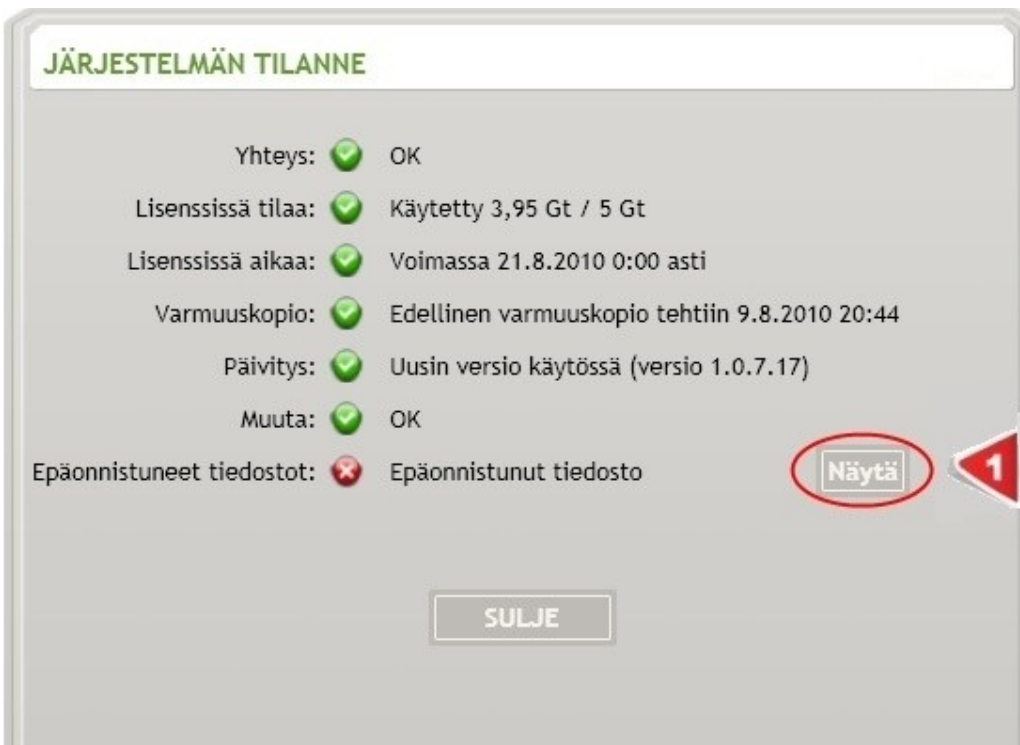 JÄRJESTELMÄN TILANNE
Yhteys: OK
Lisenssissä tilaa: Käytetty 3,95 Gt / 5 Gt
Lisenssissä aikaa: Voimassa 21.8.2010 0:00 asti
Varmuuskopio: Edellinen varmuuskopio tehtiin 9.8.2010 20:44
Päivitys: Uusin versio käytössä (versio 1.0.7.17)
Muuta: OK
Epäonnistuneet tiedostot: Epäonnistunut tiedosto Näytä 1
SULJE